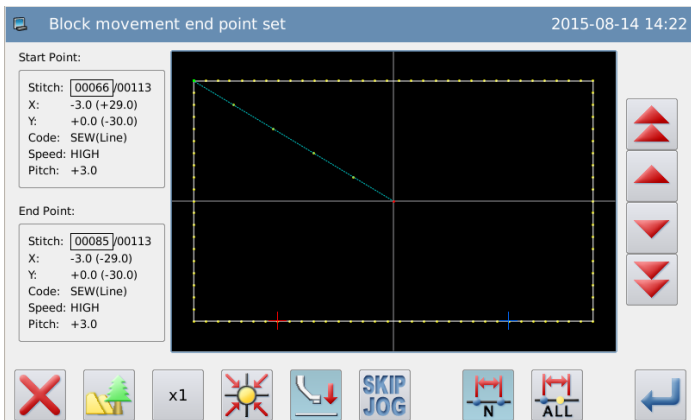 Block movement end point set 2015-08-14 14:22
Start Point:
Stitch: 00066/00113
X: -3.0 (+29.0)
Y: +0.0 (-30.0)
Code: SEW(Line)
Speed: HIGH
Pitch: +3.0
End Point:
Stitch: 00085/00113
X: -3.0 (-29.0)
Y: +0.0 (-30.0)
Code: SEW(Line)
Speed: HIGH
Pitch: +3.0
x1
SKIP
JOG
N
ALL